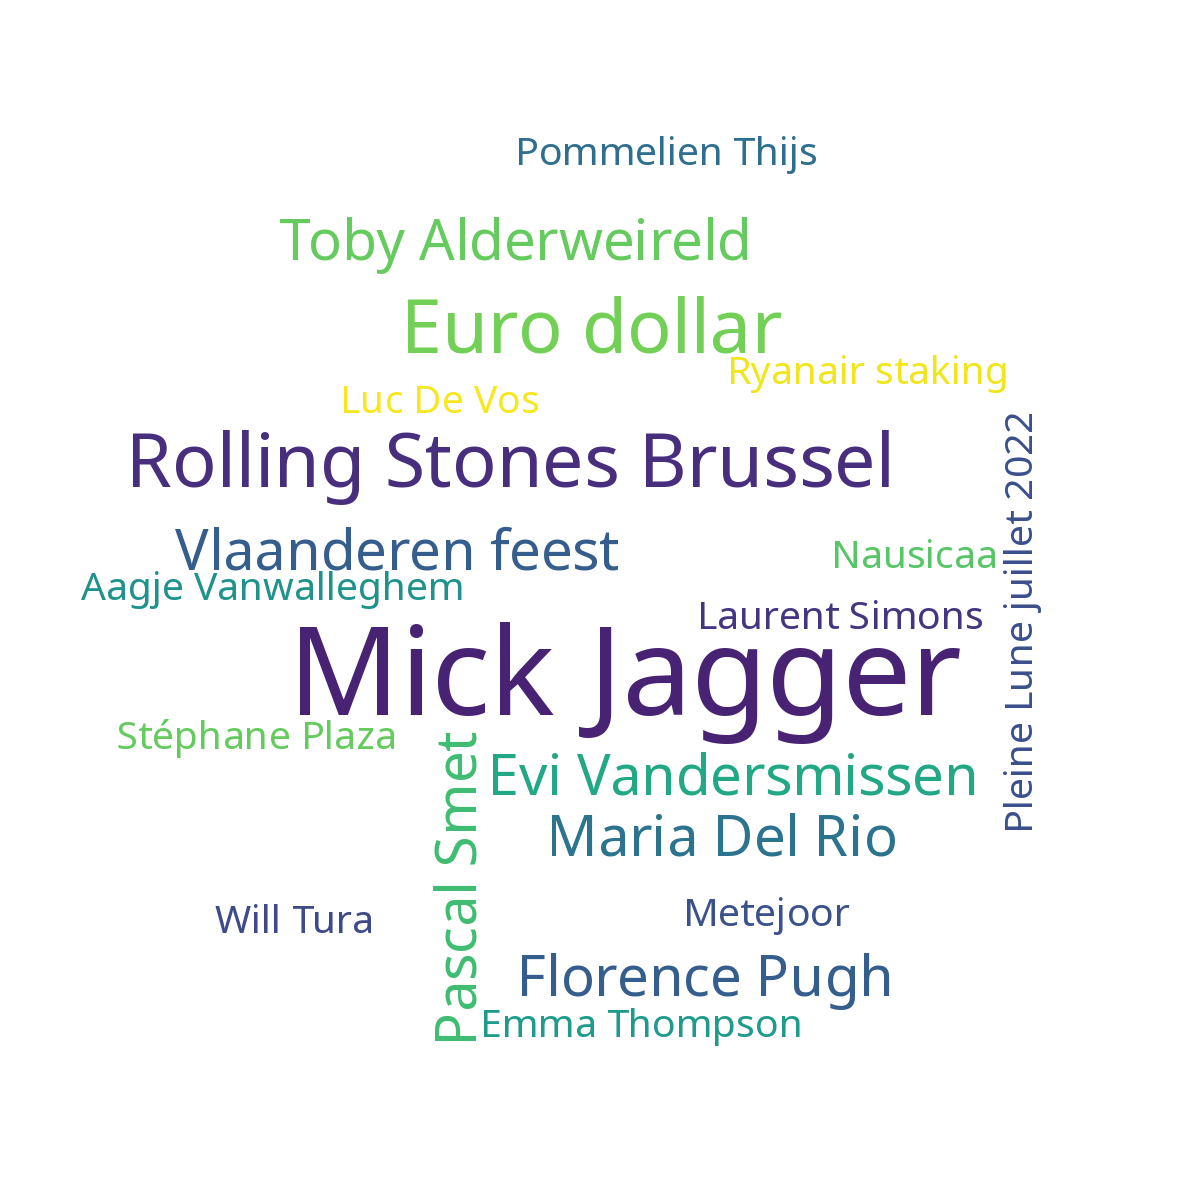 Pommelien Thijs
Toby Alderweireld
Euro dollar
Ryanair staking
Luc De Vos
Rolling Stones Brussel
Pleine Lune juillet 2022
Vlaanderen feest
Nausicaa
Aagje Vanwalleghem
Laurent Simons
Mick Jagger
Stéphane Plaza
Pascal Smet
Evi Vandersmissen
Maria Del Rio
Will Tura
Metejoor
Florence Pugh
Emma Thompson